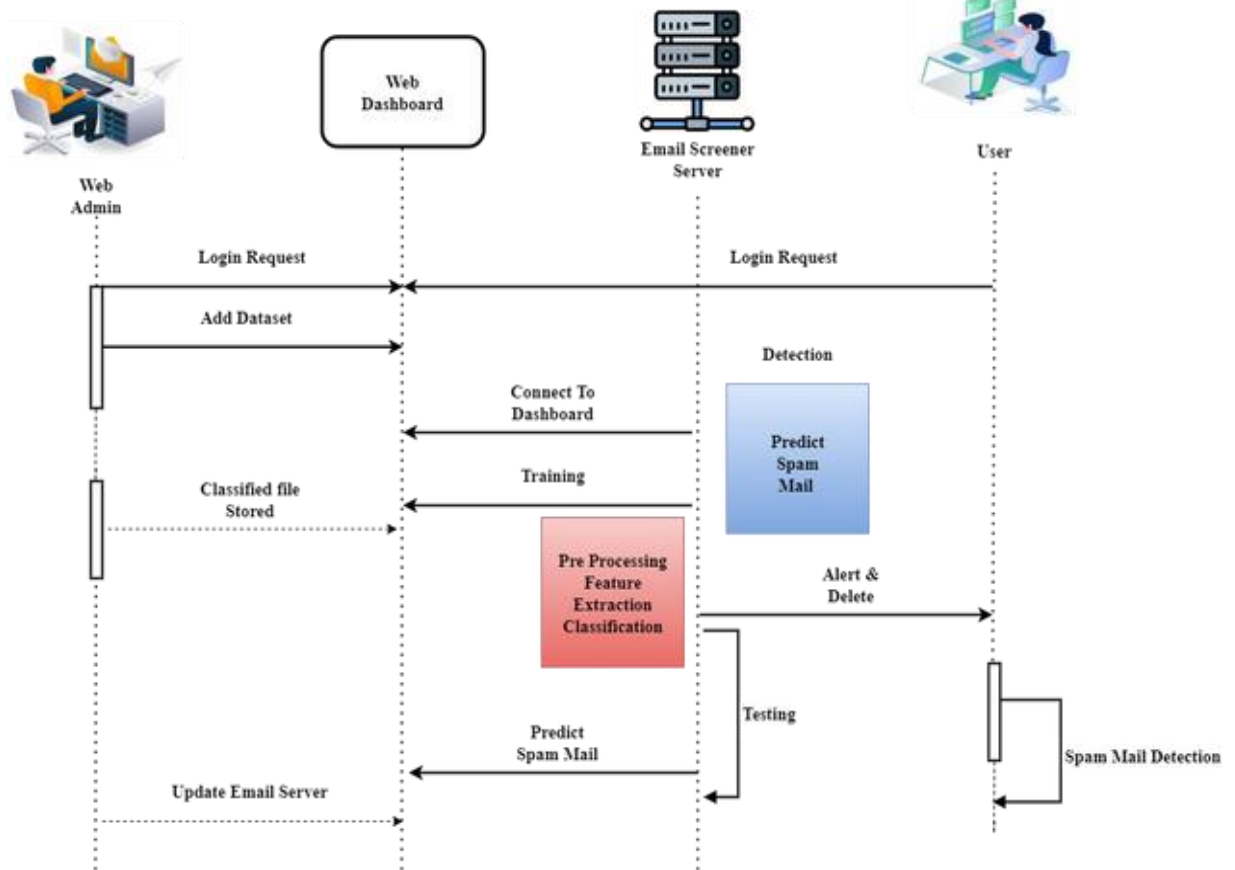 Web
Dashboard
Email Screener
Server
User
Web
Admin
Login Request
Login Request
Add Dataset
Detection
Connect To
Dashboard
Predict
Spam
Mail
Training
Classified file
Stored
Pre Processing
Feature
Extraction
Classification
Alert &
Delete
Testing
Predict
Spam Mail
Spam Mail Detection
Update Email Server